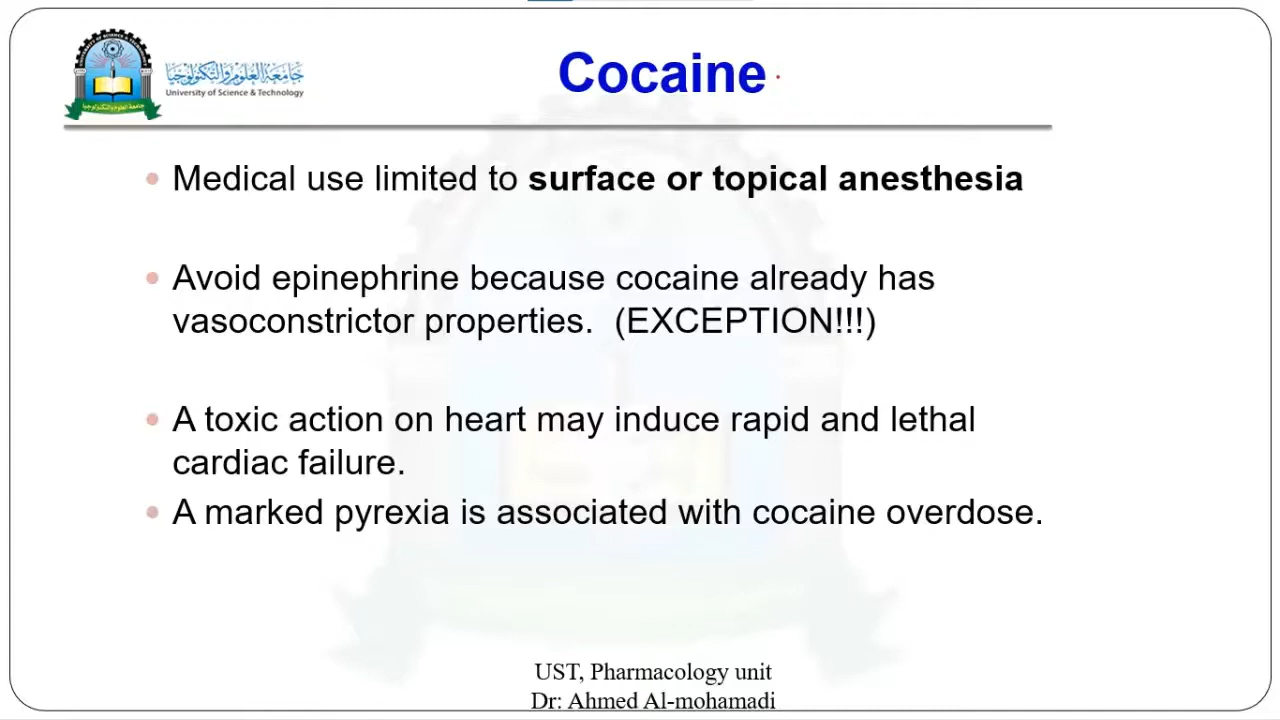 جامعة العلوم والتكنولوجيا
University of Science & Technology
Cocaine
Medical use limited to surface or topical anesthesia
Avoid epinephrine because cocaine already has
vasoconstrictor properties. (EXCEPTION!!!)
A toxic action on heart may induce rapid and lethal
cardiac failure.
A marked pyrexia is associated with cocaine overdose.
UST, Pharmacology unit
Dr: Ahmed Al-mohamadi